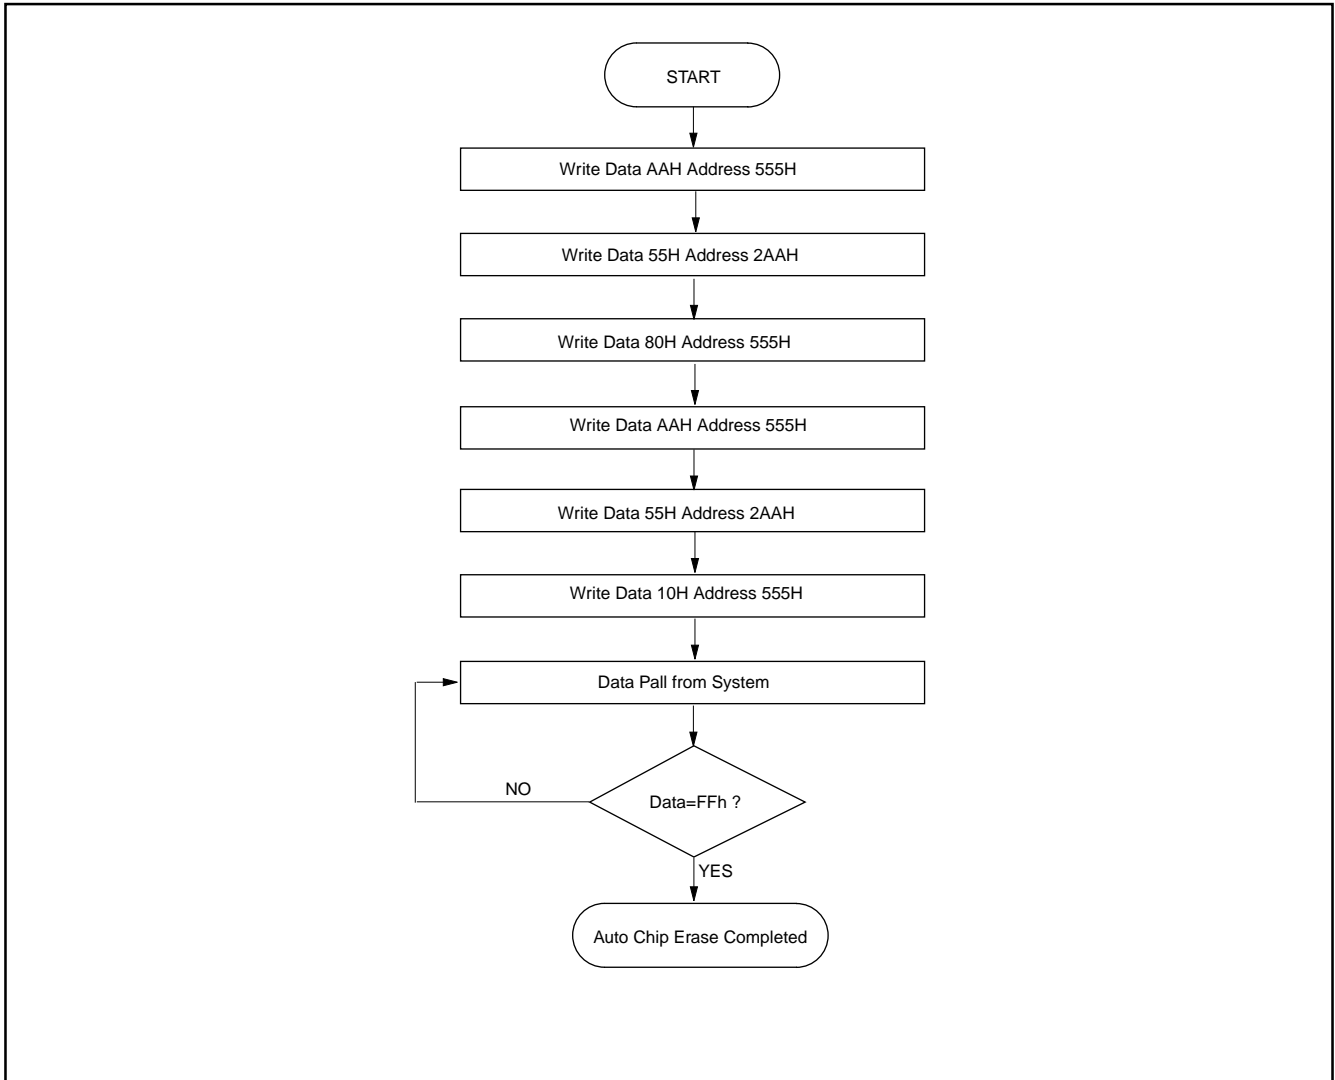 START
Write Data AAH Address 555H
Write Data 55H Address 2AAH
Write Data 80H Address 555H
Write Data AAH Address 555H
Write Data 55H Address 2AAH
Write Data 10H Address 555H
Data Pall from System
NO
Data=FFh ?
YES
Auto Chip Erase Completed